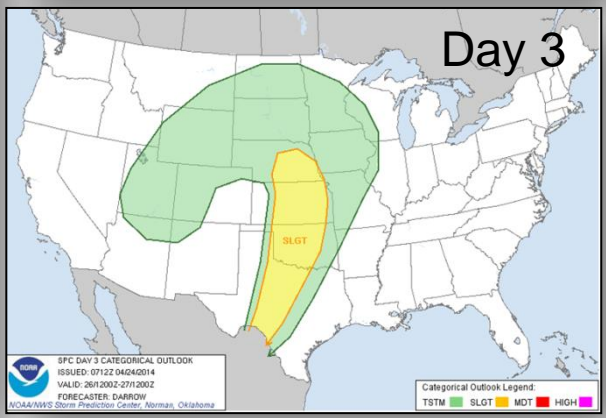 Day 3
SLGT
NOAA
SPC DAY 3 CATEGORICAL OUTLOOK
ISSUED: 0712Z 04/24/2014
VALID: 26/1200Z-27/1200Z
FORECASTER: DARROW
NOAA/NWS Storm Prediction Center, Norman, Oklahoma
Categorical Outlook Legend:
TSTM SLGT MDT HIGH